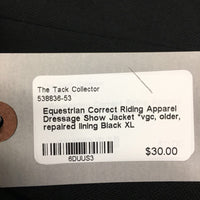 The Tack Collector
538836-53
Equestrian Correct Riding Apparel
Dressage Show Jacket *vgc, older,
repaired lining Black XL
6DUUS3
$30.00